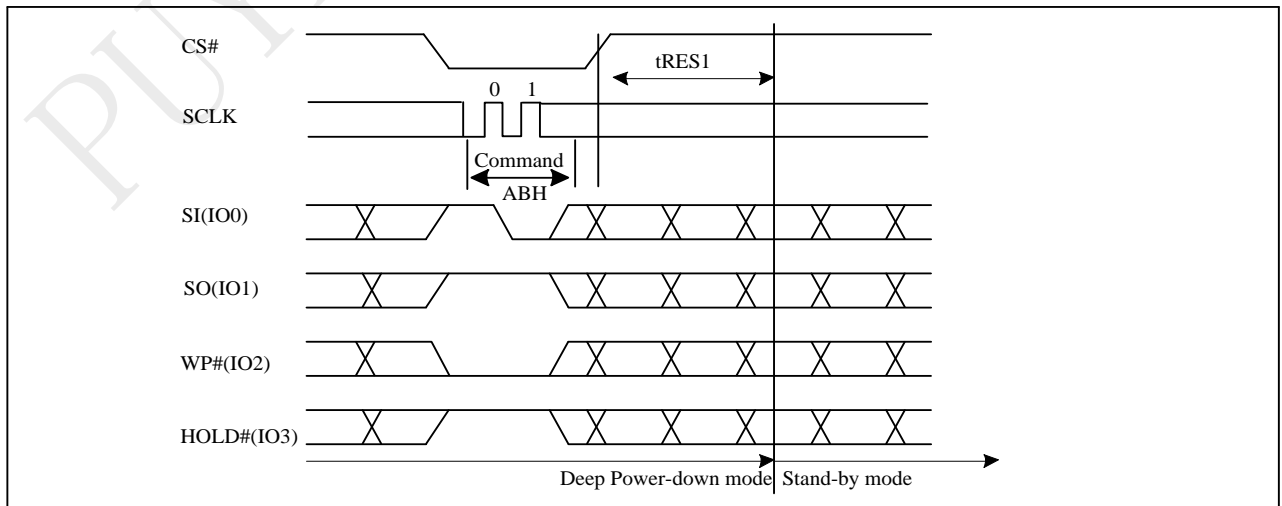 PUY
CS#
tRES1
0 1
SCLK
Command
ABH
SI(IO0)
SO(IO1)
WP#(IO2)
HOLD#(IO3)
Deep Power-down mode Stand-by mode